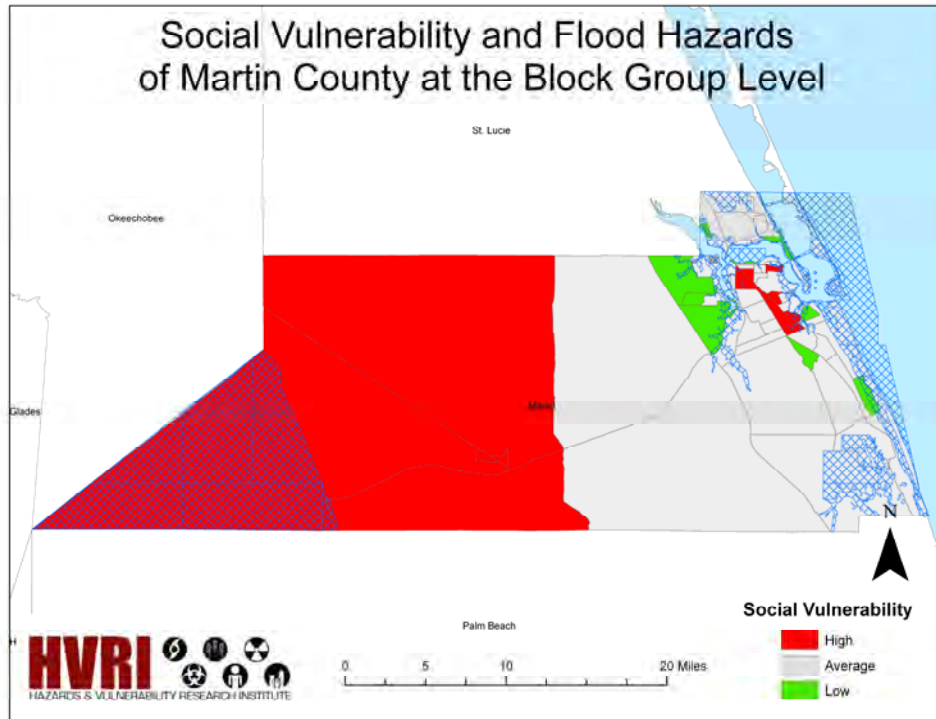 Social Vulnerability and Flood Hazards
of Martin County at the Block Group Level
St. Lucie
Okeechobee
Glades
Martin
N
Palm Beach
Social Vulnerability
High
Average
Low
H
HVRI
HAZARDS & VULNERABILITY RESEARCH INSTITUTE
0 5 10 20 Miles